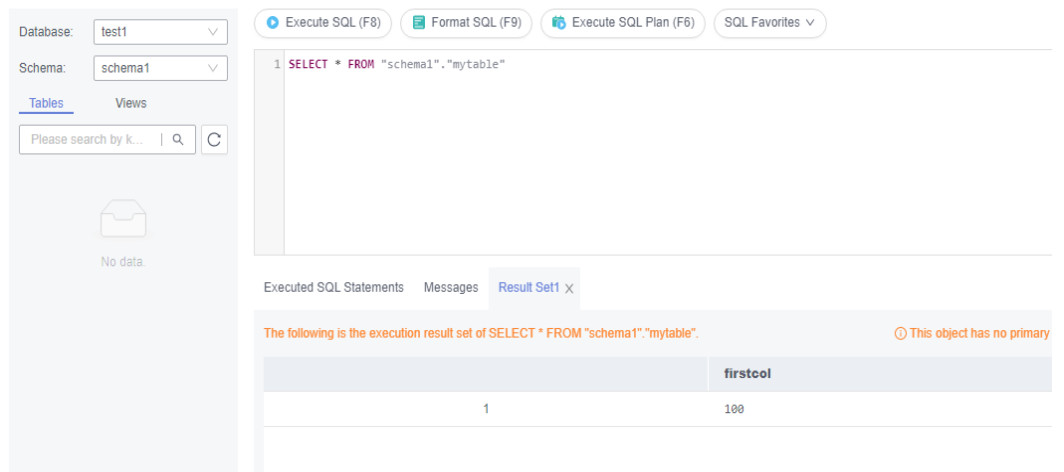 Database: test1
Schema: schema1
Tables Views
Please search by k...
No data.
Execute SQL (F8) Format SQL (F9) Execute SQL Plan (F6) SQL Favorites
1 SELECT * FROM "schema1"."mytable"
Executed SQL Statements Messages Result Set1 X
The following is the execution result set of SELECT * FROM "schema1"."mytable". This object has no primary
firstcol
1 100